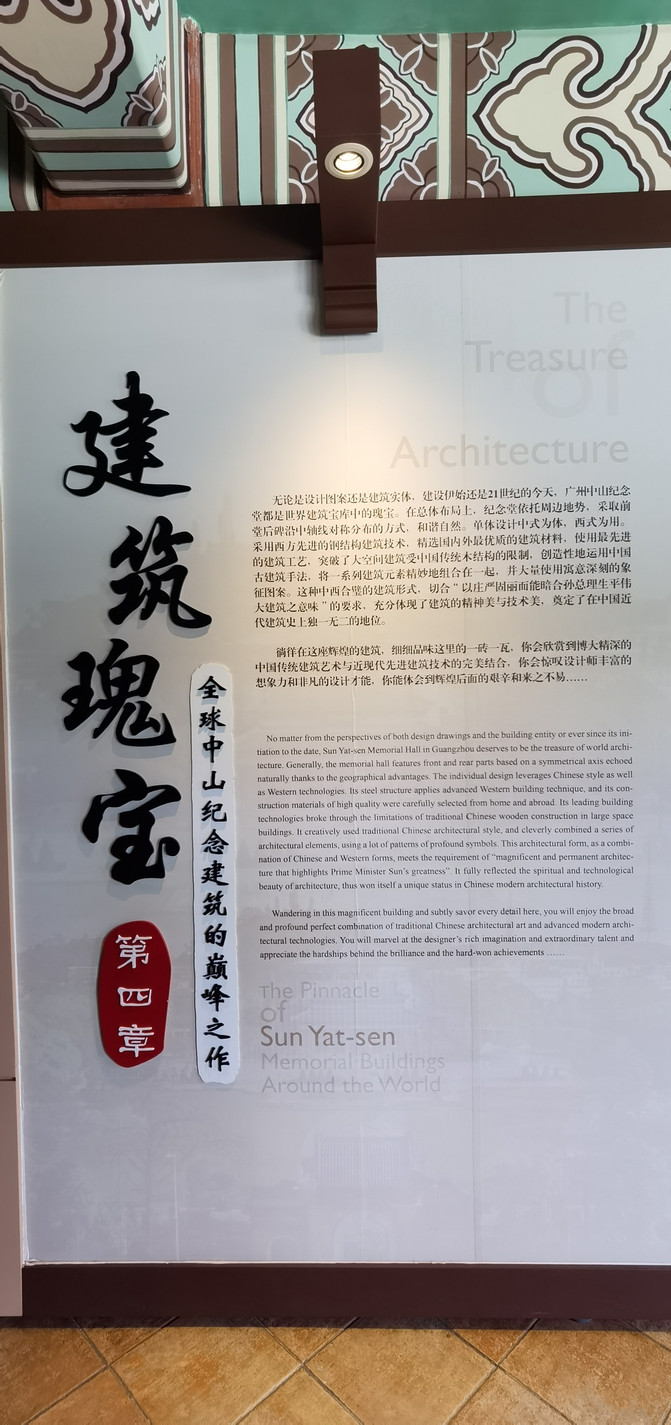 The
Treasure
of
Architecture
建筑瑰宝
全球中山纪念建筑的巅峰之作
第四章
无论是设计图案还是建筑实体，建设伊始还是21世纪的今天，广州中山纪念
堂都是世界建筑宝库中的瑰宝。在总体布局上，纪念堂依托周边地势，采取前
堂后碑沿中轴线对称分布的方式，和谐自然。单体设计中式为体，西式为用。
采用西方先进的钢结构建筑技术，精选国内外最优质的建筑材料，使用最先进
的建筑工艺，突破了大空间建筑受中国传统木结构的限制，创造性地运用中国
古建筑手法，将一系列建筑元素精妙地组合在一起，并大量使用寓意深刻的象
征图案。这种中西合璧的建筑形式，切合“以庄严固丽而能暗合孙总理生平伟
大建筑之意味”的要求，充分体现了建筑的精神美与技术美，奠定了在中国近
代建筑史上独一无二的地位。
徜徉在这座辉煌的建筑，细细品味这里的一砖一瓦，你会欣赏到博大精深的
中国传统建筑艺术与近现代先进建筑技术的完美结合，你会惊叹设计师丰富的
想象力和非凡的设计才能，你能体会到辉煌后面的艰辛和来之不易……
No matter from the perspectives of both design drawings and the building entity or ever since its ini-
tiation to the date, Sun Yat-sen Memorial Hall in Guangzhou deserves to be the treasure of world archi-
tecture. Generally, the memorial hall features front and rear parts based on a symmetrical axis echoed
naturally thanks to the geographical advantages. The individual design leverages Chinese style as well
as Western technologies. Its steel structure applies advanced Western building technique, and its con-
struction materials of high quality were carefully selected from home and abroad. Its leading building
technologies broke through the limitations of traditional Chinese wooden construction in large space
buildings. It creatively used traditional Chinese architectural style, and cleverly combined a series of
architectural elements, using a lot of patterns of profound symbols. This architectural form, as a combi-
nation of Chinese and Western forms, meets the requirement of “magnificent and permanent architec-
ture that highlights Prime Minister Sun's greatness”. It fully reflected the spiritual and technological
beauty of architecture, thus won itself a unique status in Chinese modern architectural history.
Wandering in this magnificent building and subtly savor every detail here, you will enjoy the broad
and profound perfect combination of traditional Chinese architectural art and advanced modern archi-
tectural technologies. You will marvel at the designer's rich imagination and extraordinary talent and
appreciate the hardships behind the brilliance and the hard-won achievements ……
The Pinnacle
of
Sun Yat-sen
Memorial Buildings
Around the World